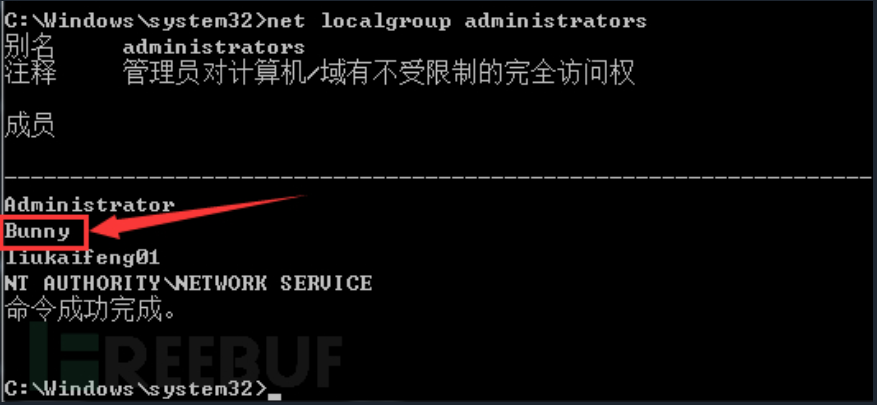 C:\Windows\system32>net localgroup administrators
别名 administrators
注释 管理员对计算机/域有不受限制的完全访问权
成员
-------------------------------------------------------------------------------
Administrator
Bunny
liukaifeng01
NT AUTHORITY\NETWORK SERVICE
命令成功完成。
FREEBUF
C:\Windows\system32>_